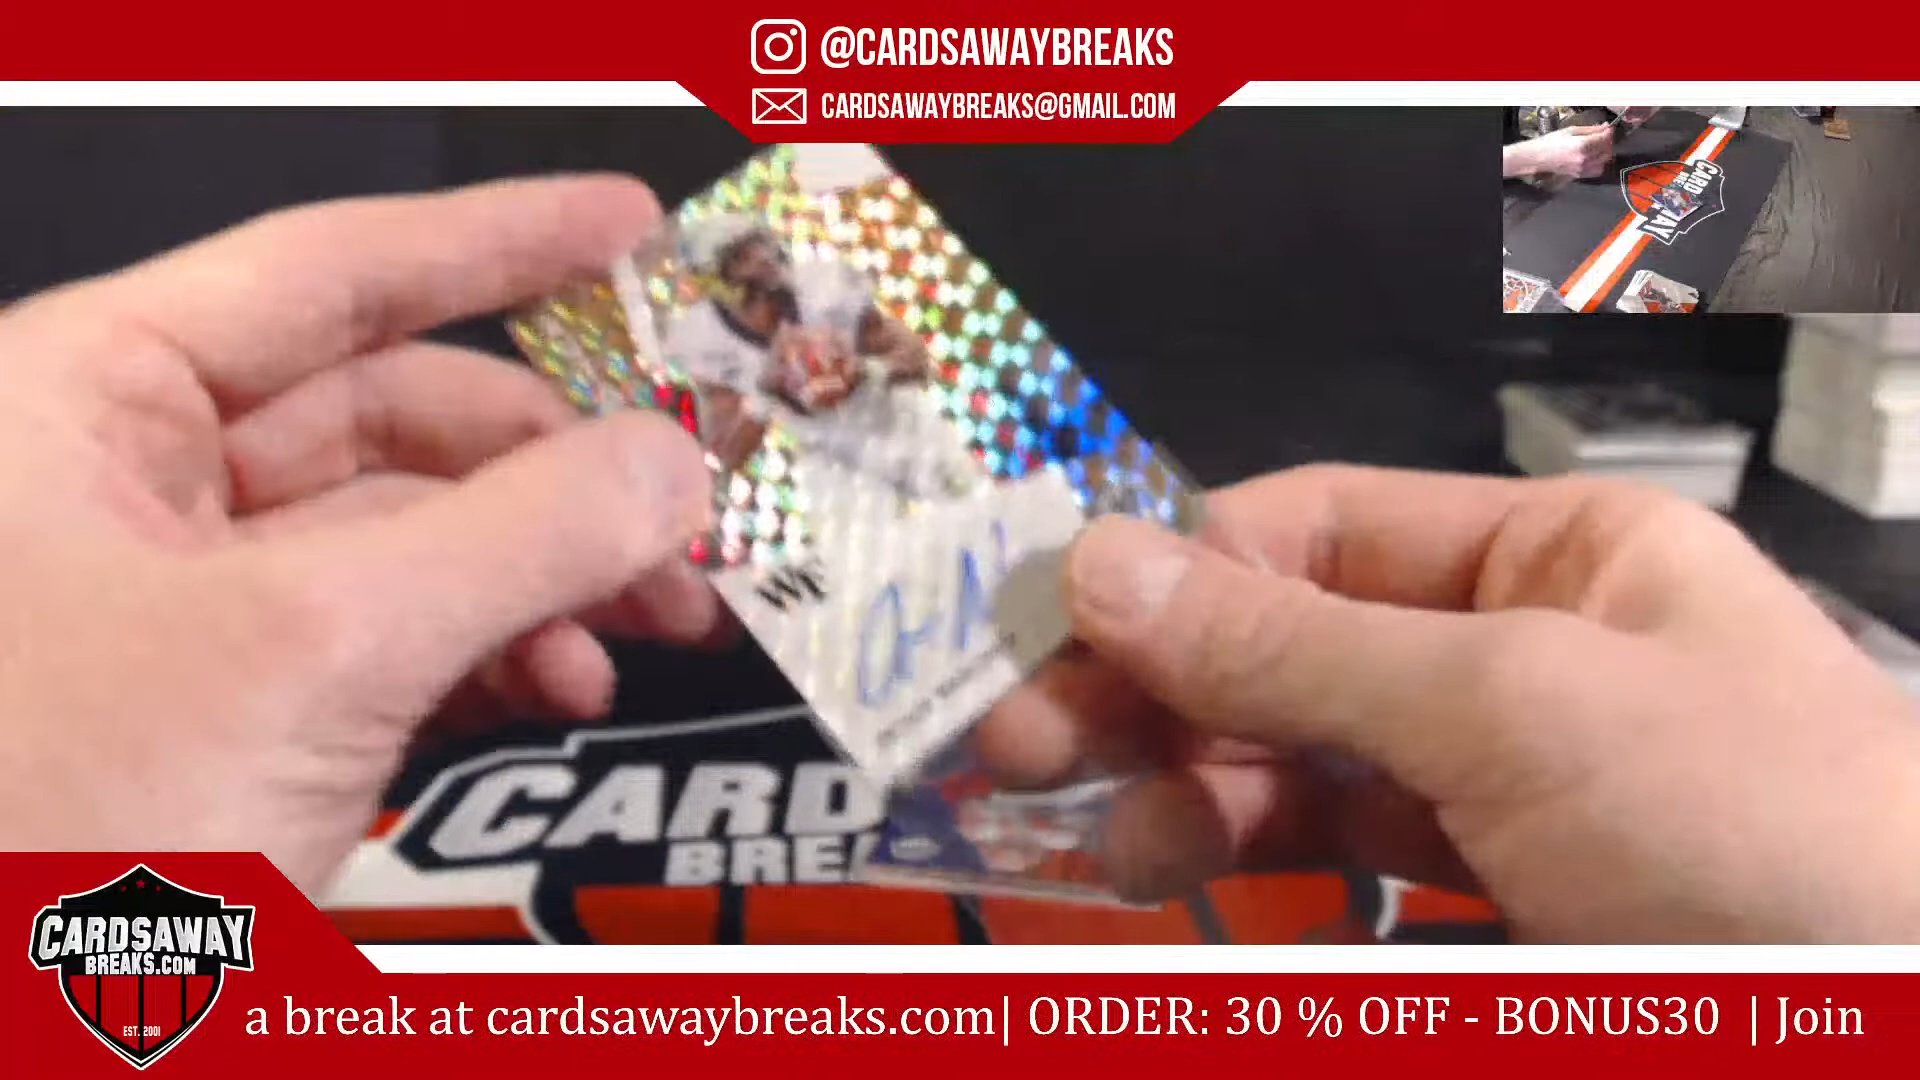 @CARDSAWAYBREAKS
CARDSAWAYBREAKS@GMAIL.COM
CARD
BREA
CARDSAWAY
BREAKS.COM
EST. 2001
a break at cardsawaybreaks.com| ORDER: 30 % OFF - BONUS30 | Join